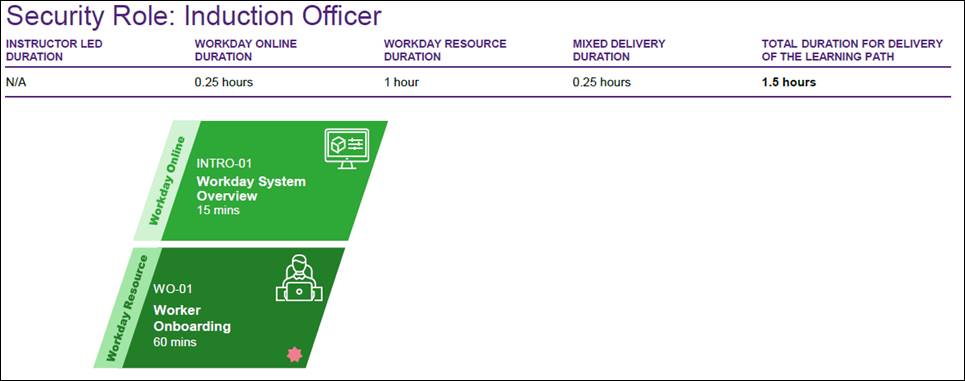 Security Role: Induction Officer
INSTRUCTOR LED
DURATION
WORKDAY ONLINE
DURATION
WORKDAY RESOURCE
DURATION
MIXED DELIVERY
DURATION
TOTAL DURATION FOR DELIVERY
OF THE LEARNING PATH
N/A
0.25 hours
1 hour
0.25 hours
1.5 hours
Workday Online
INTRO-01
Workday System
Overview
15 mins
Workday Resource
WO-01
Worker
Onboarding
60 mins